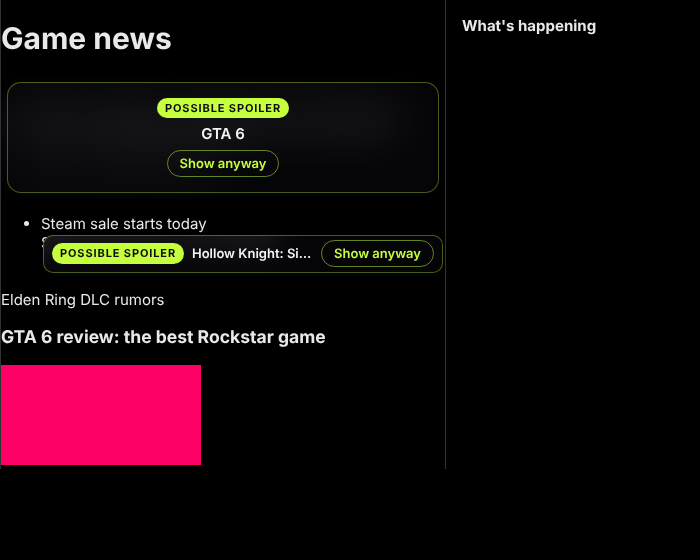 Game news
What's happening
POSSIBLE SPOILER
GTA 6
Show anyway
Steam sale starts today
POSSIBLE SPOILER Hollow Knight: Si... Show anyway
Elden Ring DLC rumors
GTA 6 review: the best Rockstar game